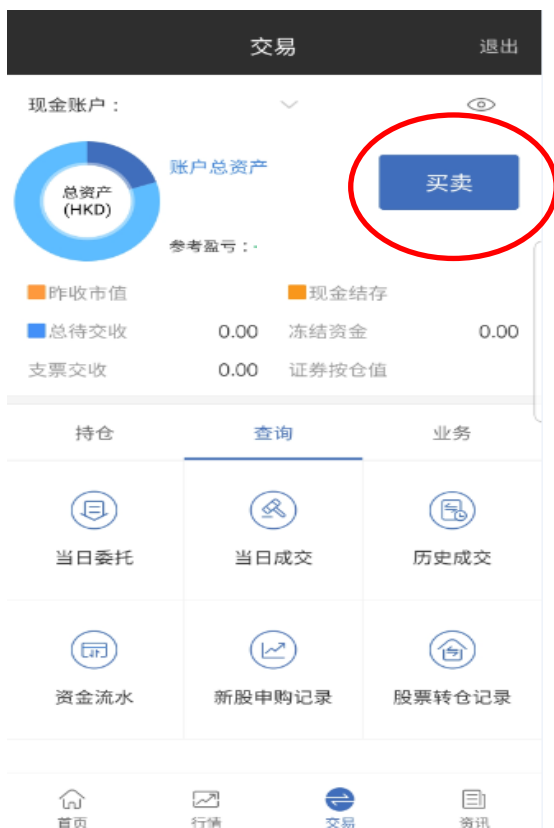 交易 退出
现金账户：
账户总资产
买卖
总资产
(HKD)
参考盈亏：-
昨收市值 现金结存
总待交收 0.00 冻结资金 0.00
支票交收 0.00 证券按仓值
持仓 查询 业务
当日委托 当日成交 历史成交
资金流水 新股申购记录 股票转仓记录
首页 行情 交易 资讯